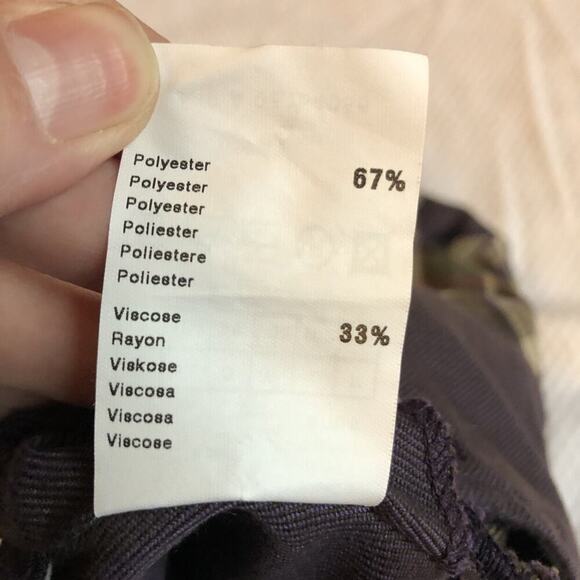 Polyester 67%
Polyester
Polyester
Poliester
Poliestere
Poliester
Viscose
Rayon 33%
Viskose
Viscosa
Viscosa
Viscose